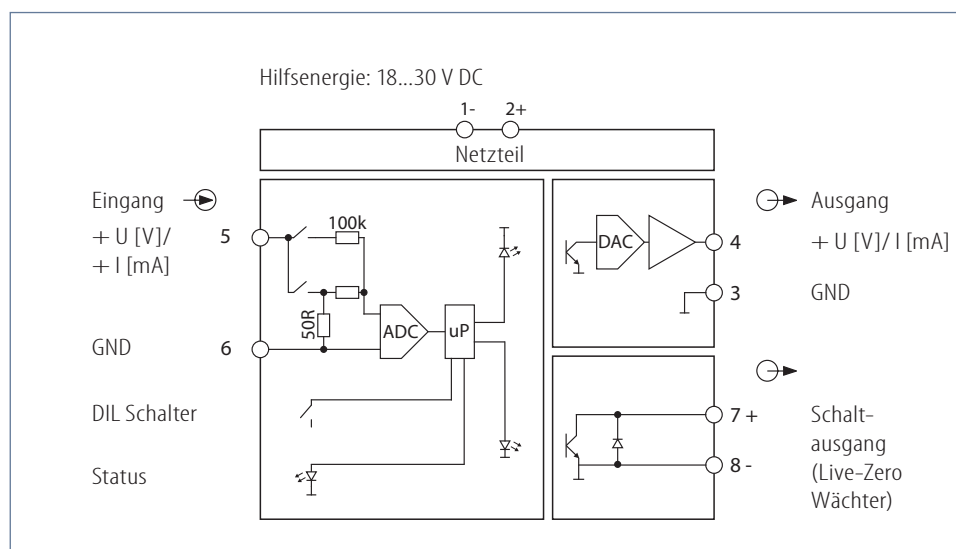 Hilfsenergie: 18...30 V DC
1-
2+
Netzteil
Eingang
+ U [V]/
+ I [mA]
5
100k
50R
ADC
uP
GND
6
DIL Schalter
Status
DAC
4
3
Ausgang
+ U [V]/ I [mA]
GND
7 +
8 -
Schalt-
ausgang
(Live-Zero
Wächter)